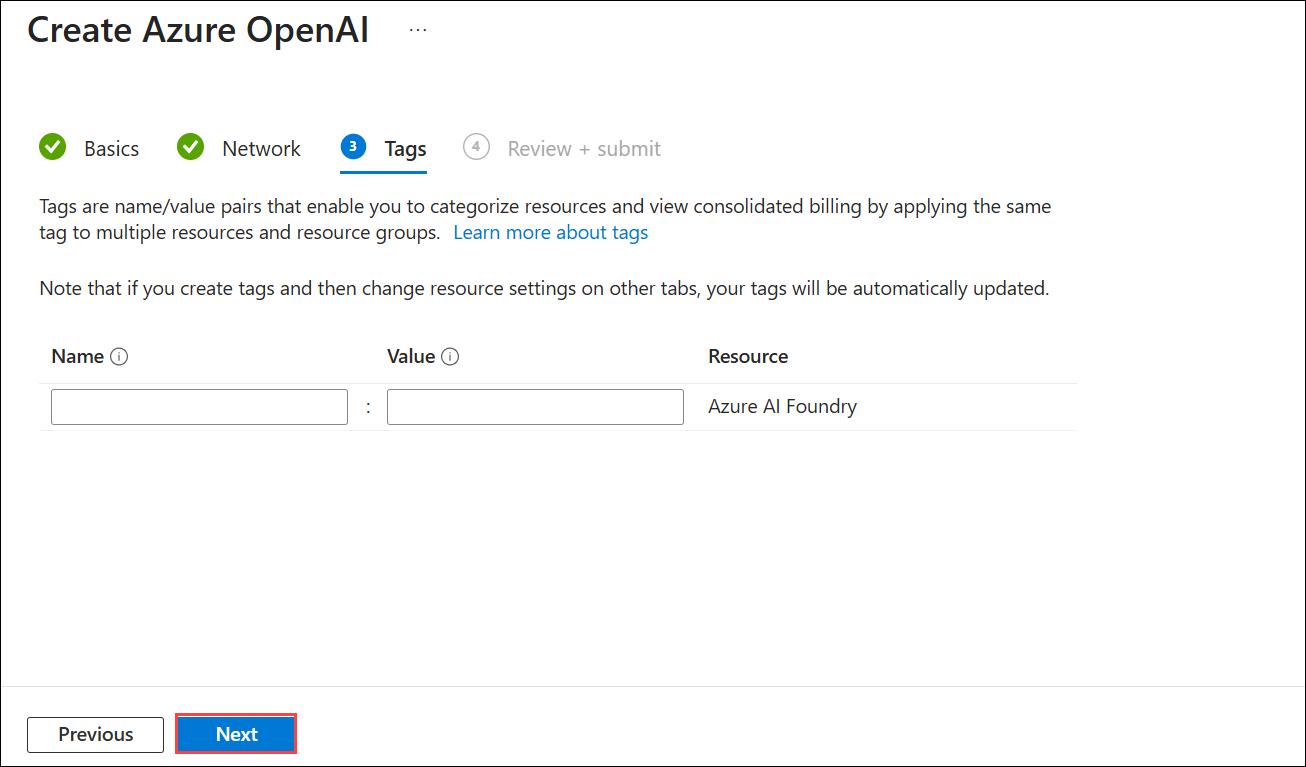 Create Azure OpenAI ...
Basics Network 3 Tags 4 Review + submit
Tags are name/value pairs that enable you to categorize resources and view consolidated billing by applying the same
tag to multiple resources and resource groups. Learn more about tags
Note that if you create tags and then change resource settings on other tabs, your tags will be automatically updated.
Name Value Resource
: Azure AI Foundry
Previous Next